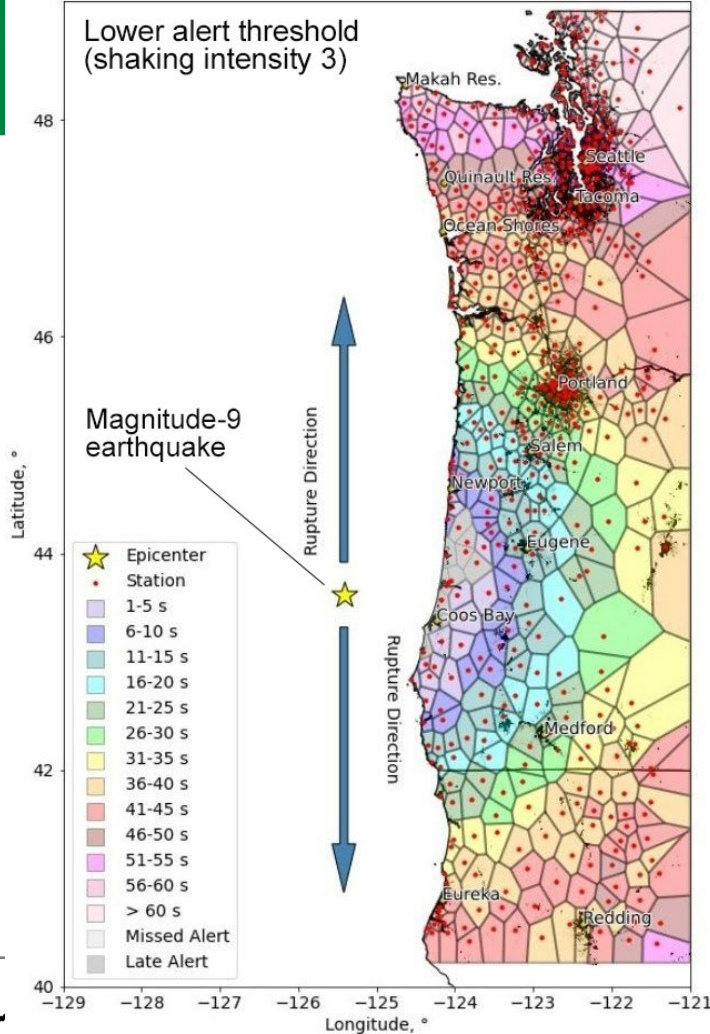 Lower alert threshold
(shaking intensity 3)
Makah Res.
48
Seattle
Quinault Res.
Tacoma
Ocean Shores
46
Rupture Direction
Portland
Magnitude-9
earthquake
Salem
Newport
Latitude, °
44
Eugene
Epicenter
Station
1-5 s
6-10 s
11-15 s
16-20 s
21-25 s
26-30 s
31-35 s
36-40 s
41-45 s
46-50 s
51-55 s
56-60 s
> 60 s
Missed Alert
Late Alert
Coos Bay
Rupture Direction
Medford
42
Eureka
Redding
40
−129 −128 −127 −126 −125 −124 −123 −122 −121
Longitude, °